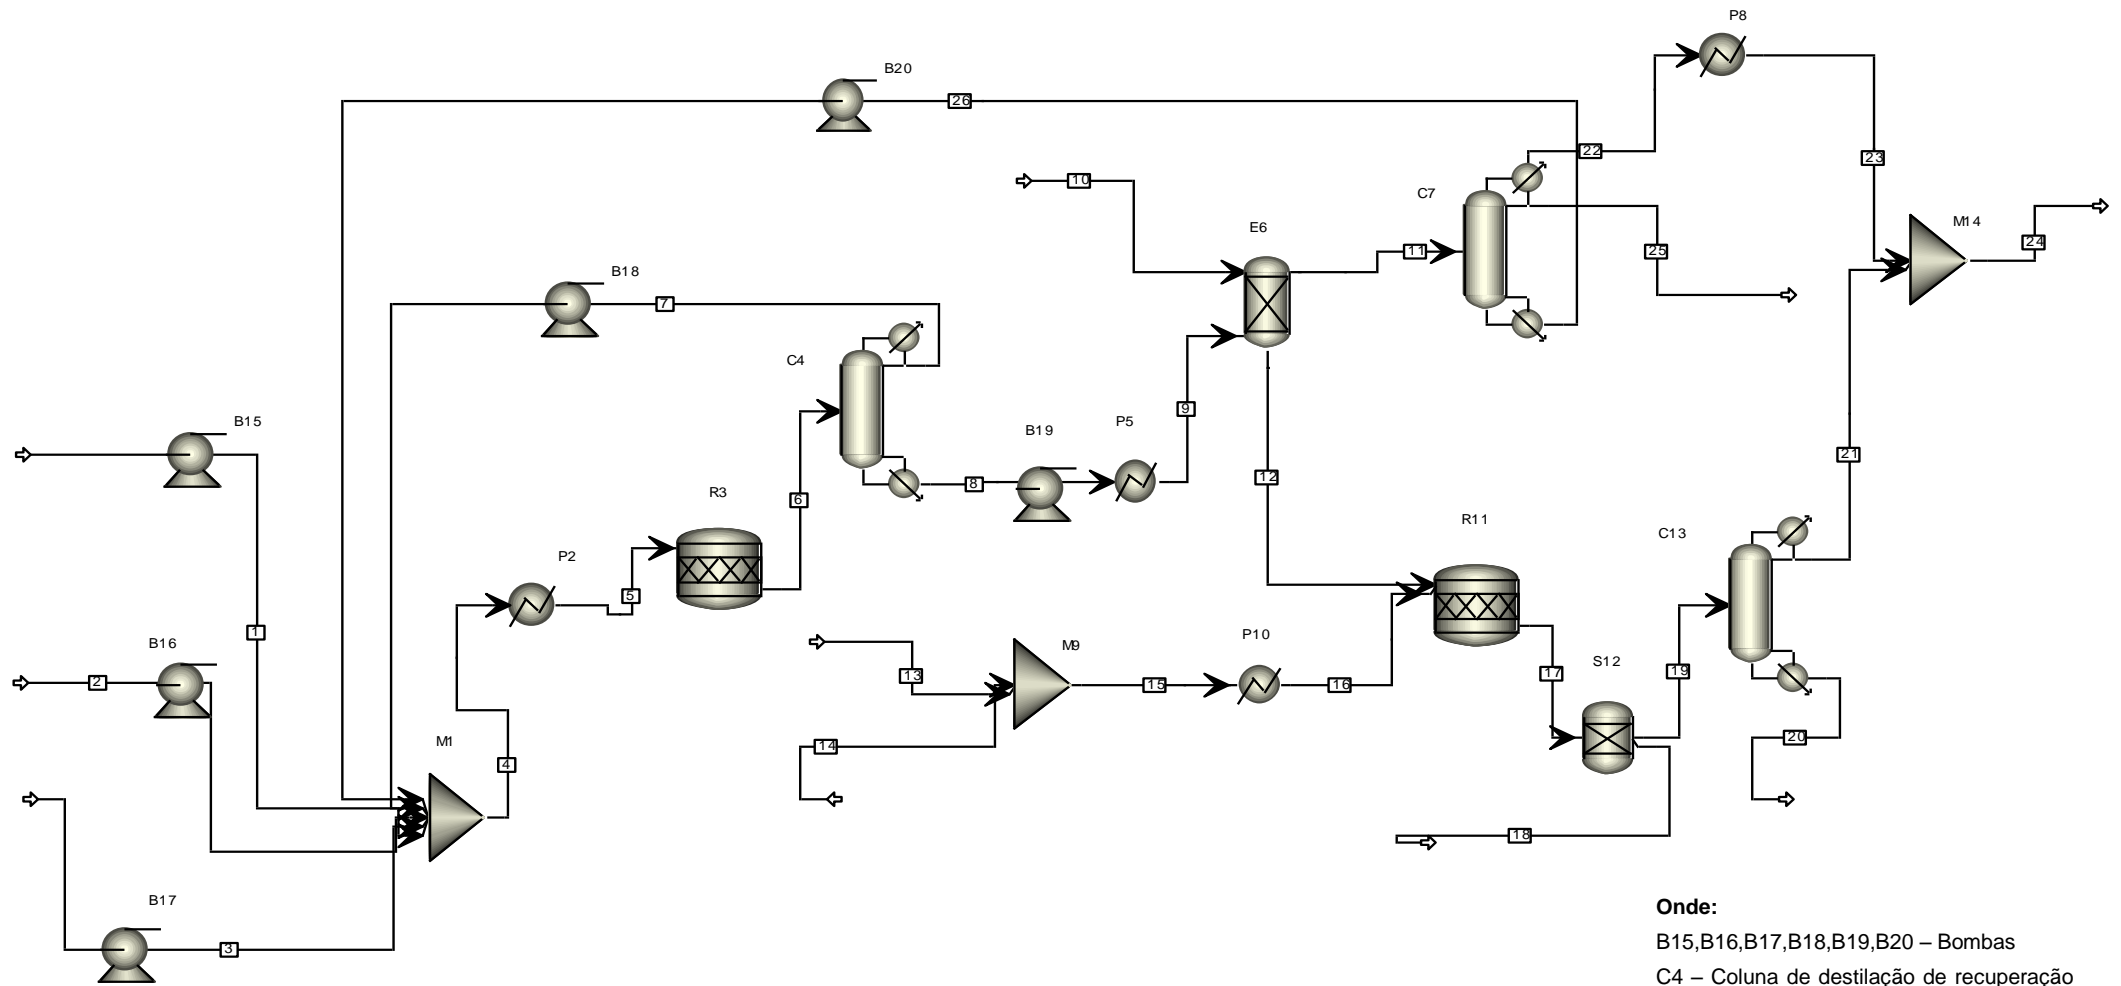 P8
B20
26
22
23
10
C7
M14
E6
24
11
25
B18
7
C4
B15
B19
P5
9
21
12
8
6
R3
R11
C13
P2
5
1
B16
P10
M9
S12
2
13
15
16
17
19
14
20
M1
4
18
B17
3
Onde:
B15,B16,B17,B18,B19,B20 – Bombas
C4 – Coluna de destilação de recuperação